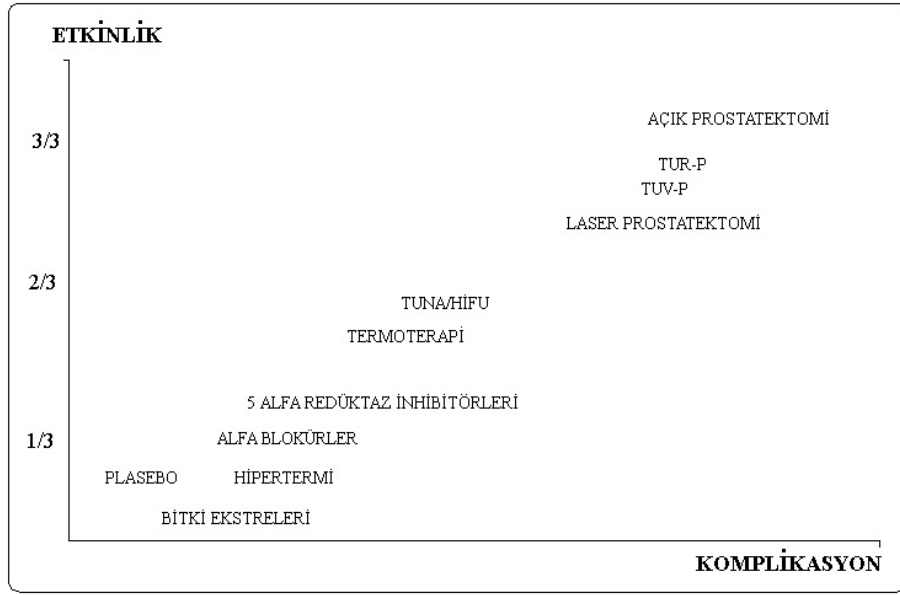 ETKİNLİK
AÇIK PROSTATEKTOMİ
3/3
TUR-P
TUV-P
LASER PROSTATEKTOMİ
2/3
TUNA/HİFU
TERMOTERAPİ
5 ALFA REDÜKTAZ İNHİBİTÖRLERİ
1/3
ALFA BLOKÜRLER
PLASEBO
HİPERTERMİ
BİTKİ EKSTRELERİ
KOMPLİKASYON